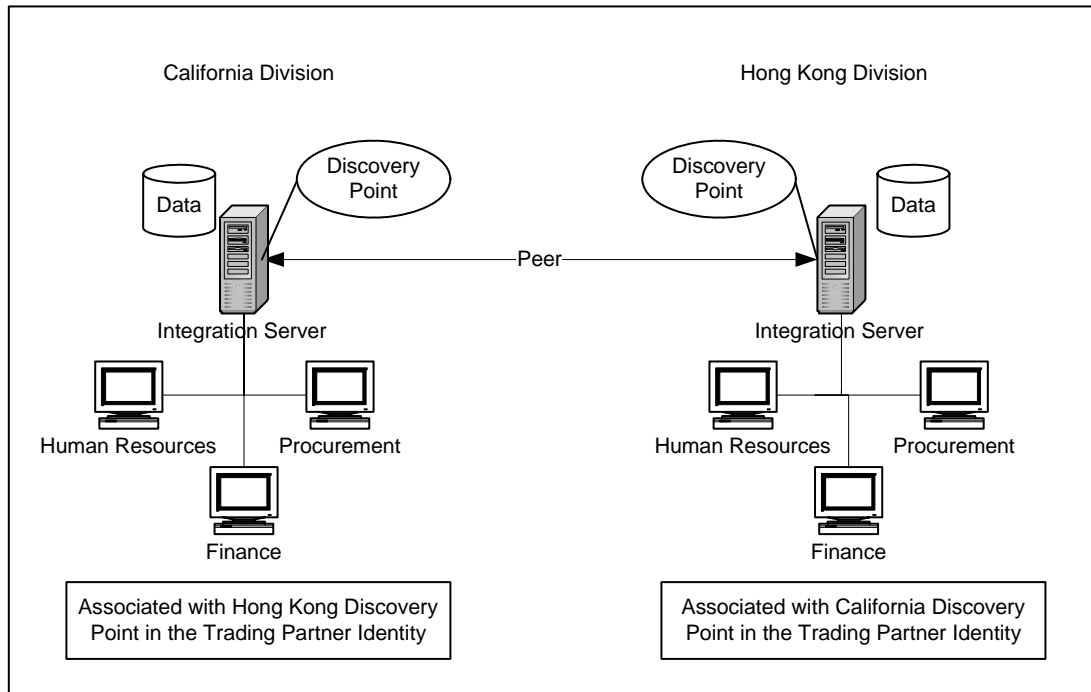 California Division
Hong Kong Division
Discovery
Point
Discovery
Point
Data
Data
Peer
Integration Server
Integration Server
Human Resources
Procurement
Human Resources
Procurement
Finance
Finance
Associated with Hong Kong Discovery
Point in the Trading Partner Identity
Associated with California Discovery
Point in the Trading Partner Identity